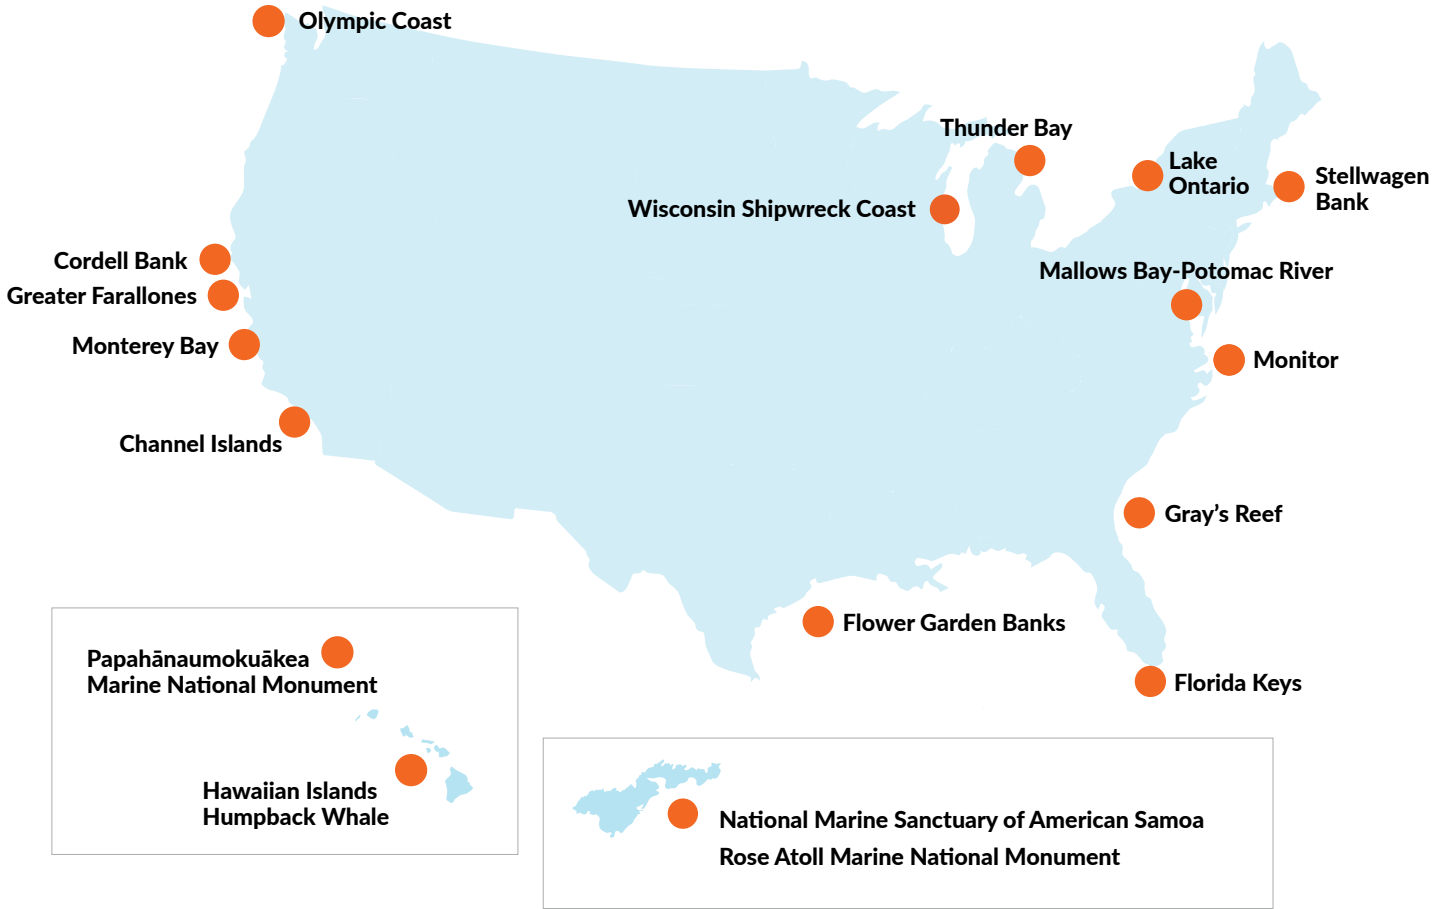 Olympic Coast
Thunder Bay
Lake
Ontario
Stellwagen
Bank
Wisconsin Shipwreck Coast
Cordell Bank
Mallows Bay-Potomac River
Greater Farallones
Monterey Bay
Monitor
Channel Islands
Gray’s Reef
Flower Garden Banks
Florida Keys
Papahānaumokuākea
Marine National Monument
Hawaiian Islands
Humpback Whale
National Marine Sanctuary of American Samoa
Rose Atoll Marine National Monument